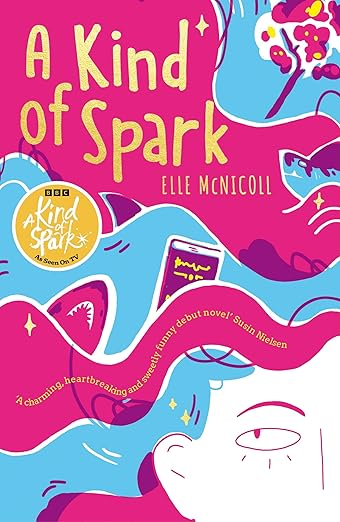 A Kind
of Spark
ELLE McNICOLL
BBC
A Kind
of
Spark
As Seen On TV
'A charming, heartbreaking and sweetly funny debut novel' Susin Nielsen